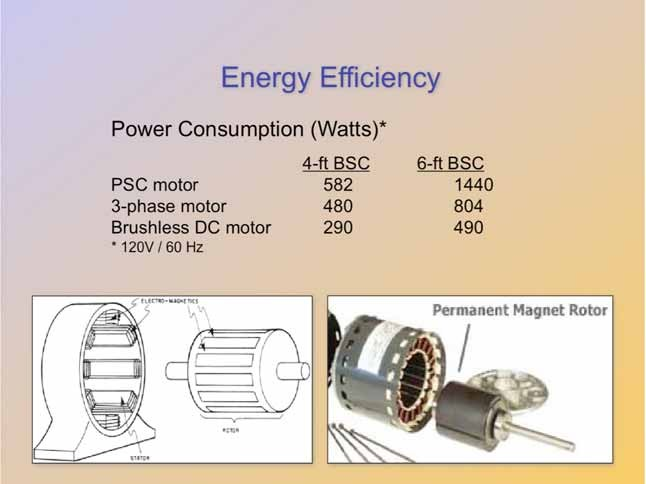 Energy Efficiency
Power Consumption (Watts)*
4-ft BSC 6-ft BSC
PSC motor 582 1440
3-phase motor 480 804
Brushless DC motor 290 490
* 120V / 60 Hz
ELECTRO-MAGNETICS
ROTOR
STATOR
Permanent Magnet Rotor